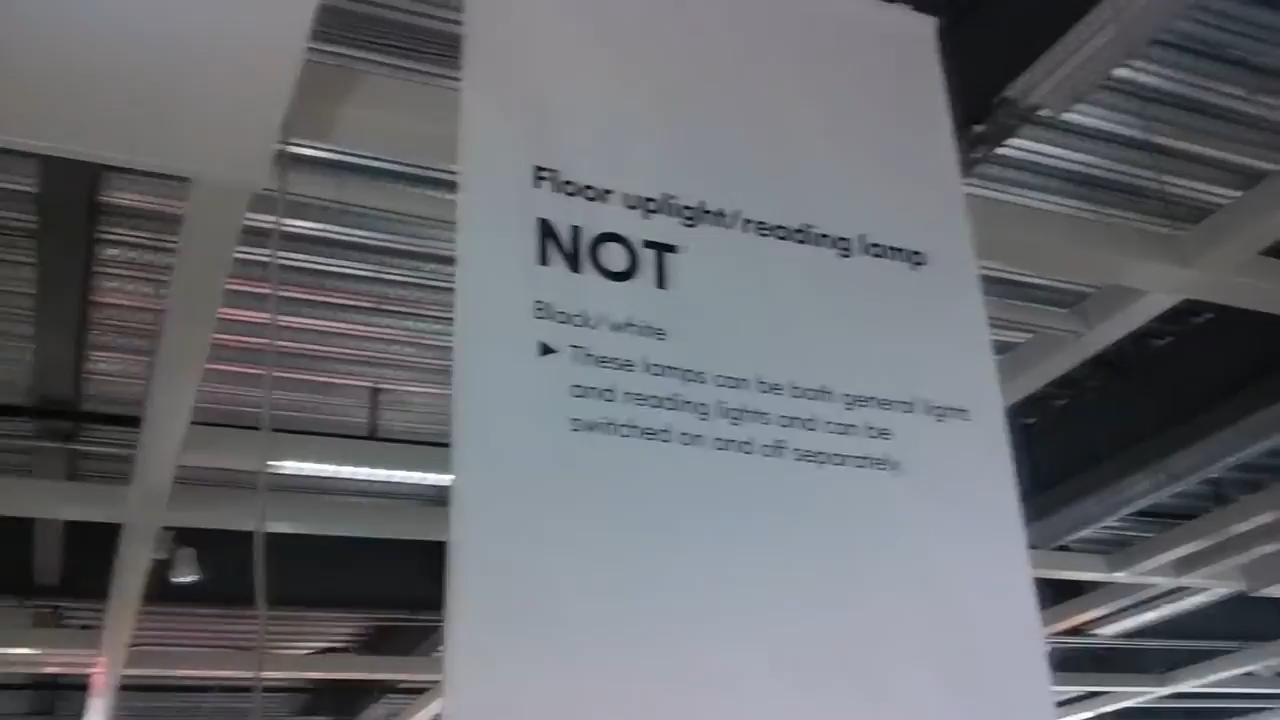 Floor uplight/reading lamp
NOT
Black/white
▶ These lamps can be both general lights
and reading lights and can be
switched on and off separately.